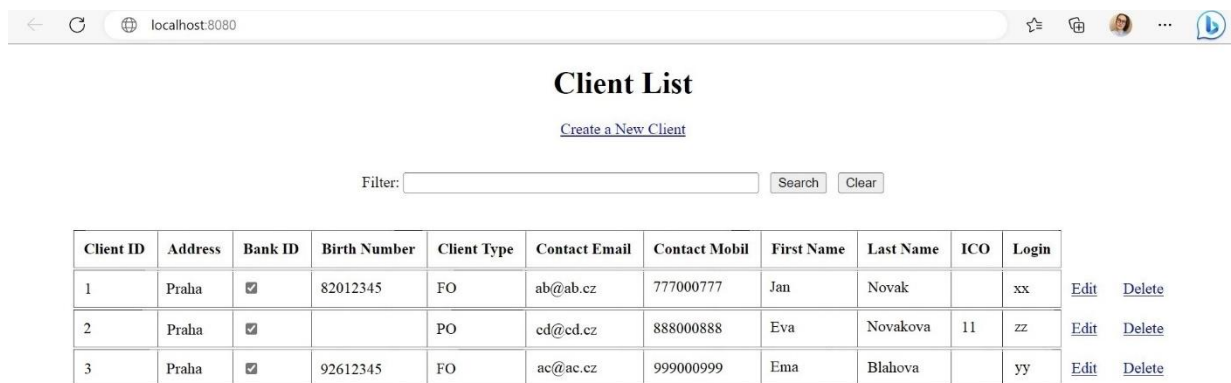 localhost:8080
Client List
Create a New Client
Filter: Search Clear
Client ID Address Bank ID Birth Number Client Type Contact Email Contact Mobil First Name Last Name ICO Login
1 Praha 82012345 FO ab@ab.cz 777000777 Jan Novak xx Edit Delete
2 Praha PO cd@cd.cz 888000888 Eva Novakova 11 zz Edit Delete
3 Praha 92612345 FO ac@ac.cz 999000999 Ema Blahova yy Edit Delete